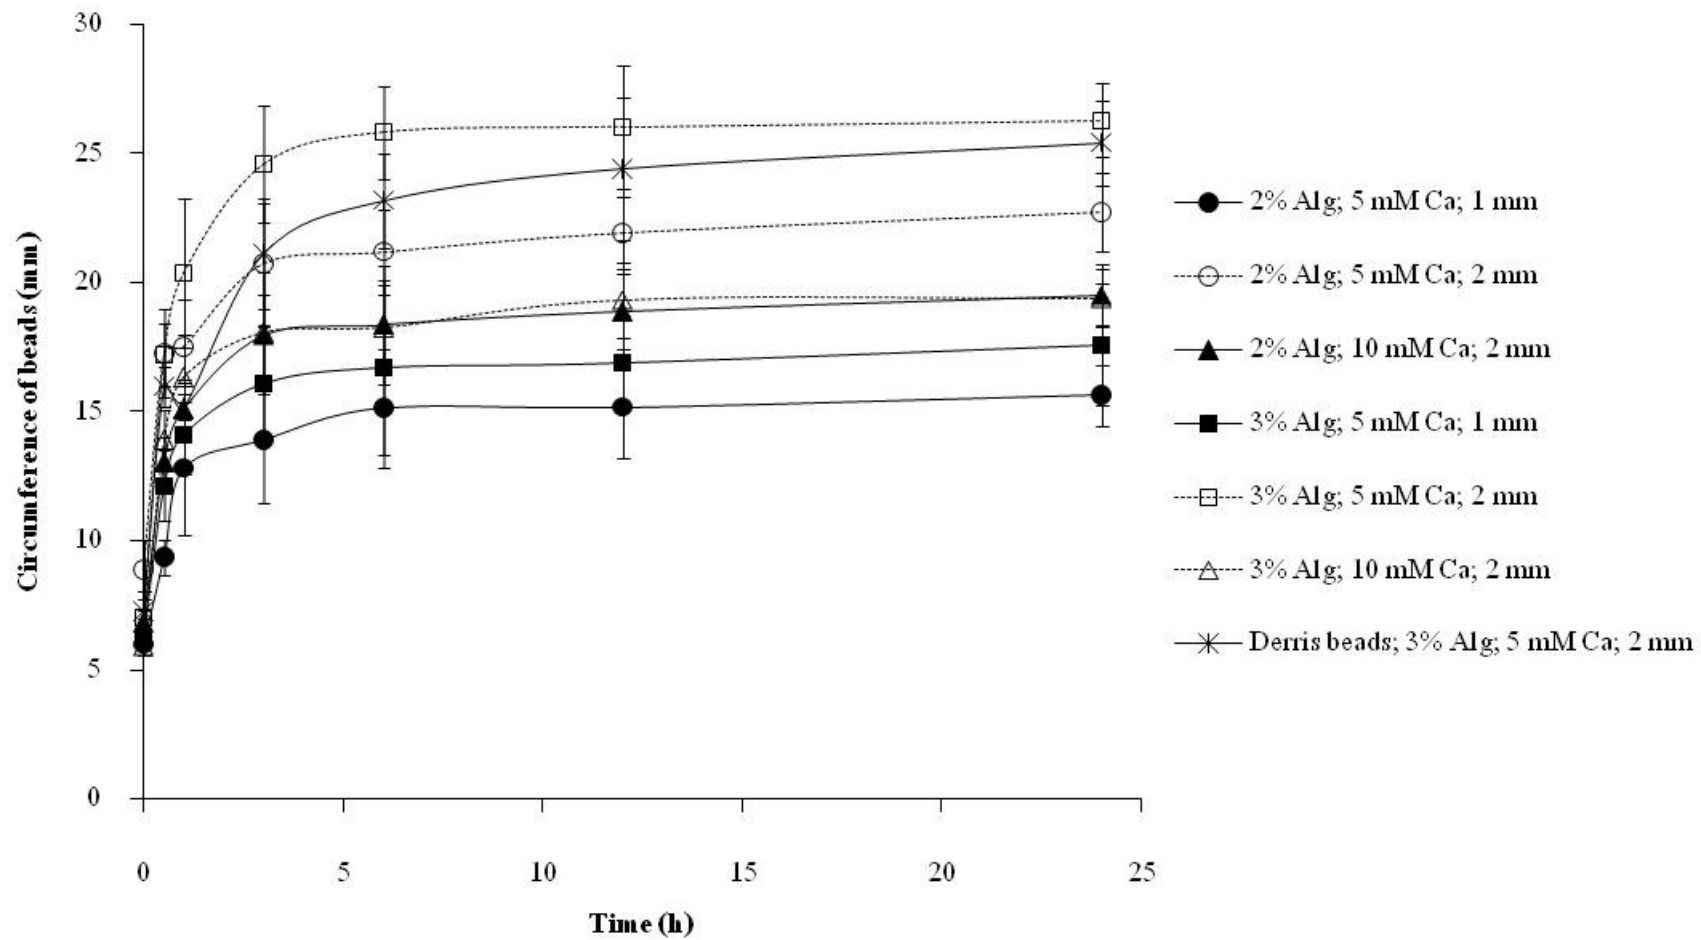 30
25
20
15
10
5
0
Circumference of beads (mm)
0 5 10 15 20 25
Time (h)
2% Alg; 5 mM Ca; 1 mm
2% Alg; 5 mM Ca; 2 mm
2% Alg; 10 mM Ca; 2 mm
3% Alg; 5 mM Ca; 1 mm
3% Alg; 5 mM Ca; 2 mm
3% Alg; 10 mM Ca; 2 mm
Derris beads; 3% Alg; 5 mM Ca; 2 mm